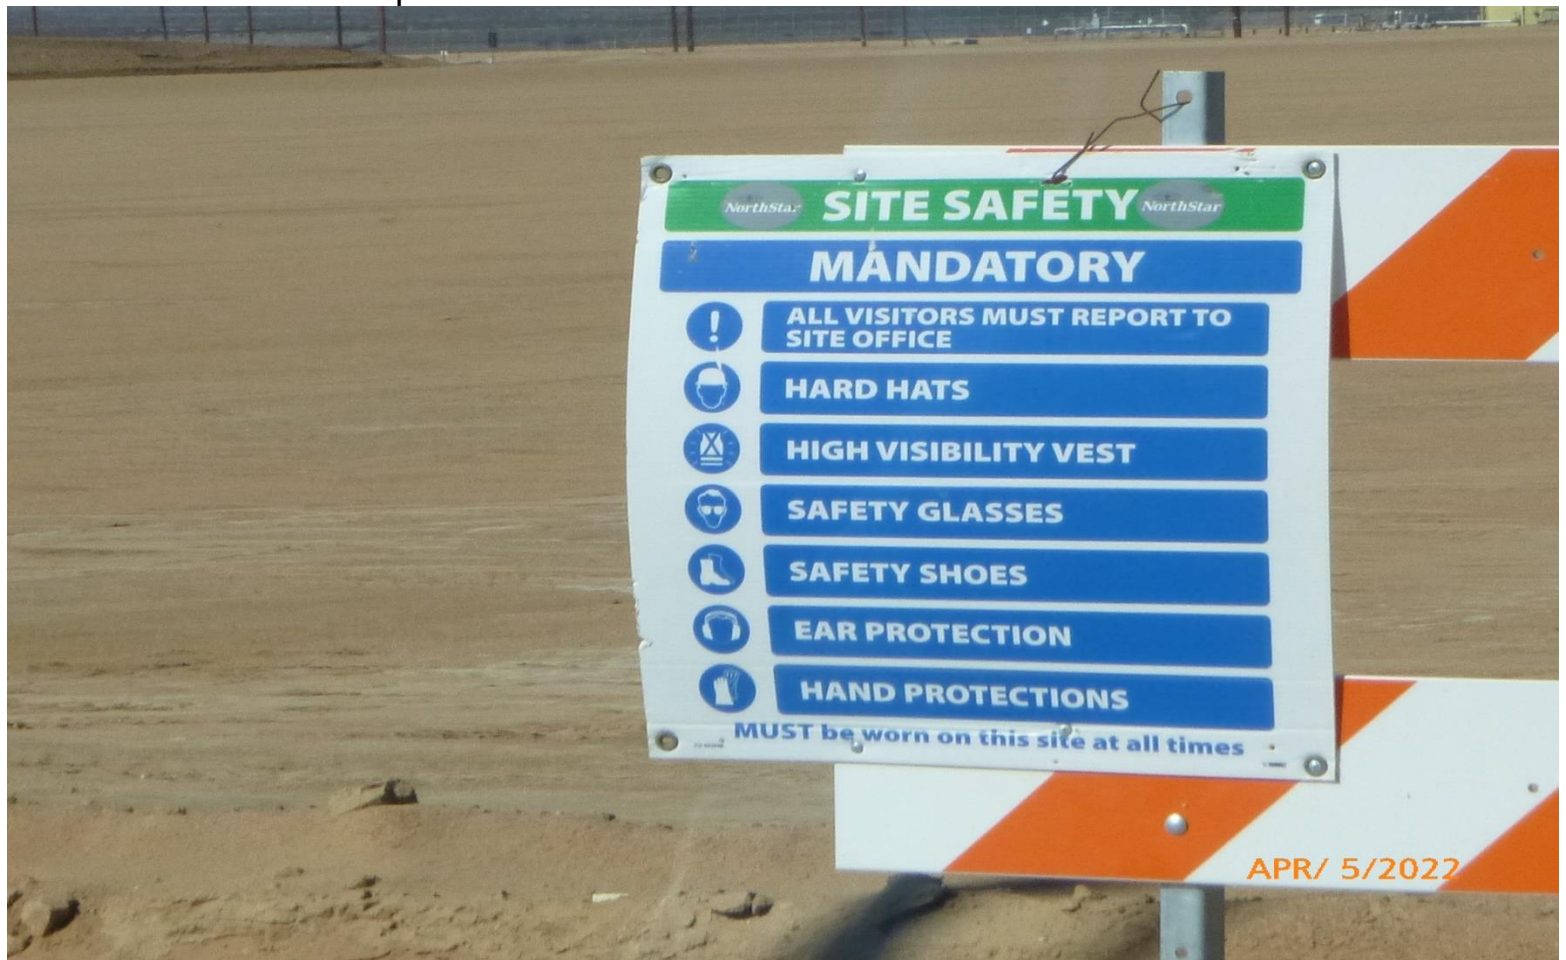 NorthStar SITE SAFETY NorthStar
MANDATORY
ALL VISITORS MUST REPORT TO
SITE OFFICE
HARD HATS
HIGH VISIBILITY VEST
SAFETY GLASSES
SAFETY SHOES
EAR PROTECTION
HAND PROTECTIONS
MUST be worn on this site at all times
APR/ 5/2022